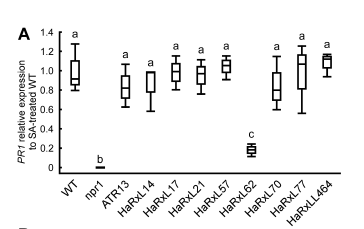 A
PR1 relative expression
to SA-treated WT
1.4
1.2
1.0
0.8
0.6
0.4
0.2
0
a
b
a
a
a
a
a
c
a
a
a
WT
npr1
ATR13
HaRxL14
HaRxL17
HaRxL21
HaRxL57
HaRxL62
HaRxL70
HaRxL77
HaRxLL464